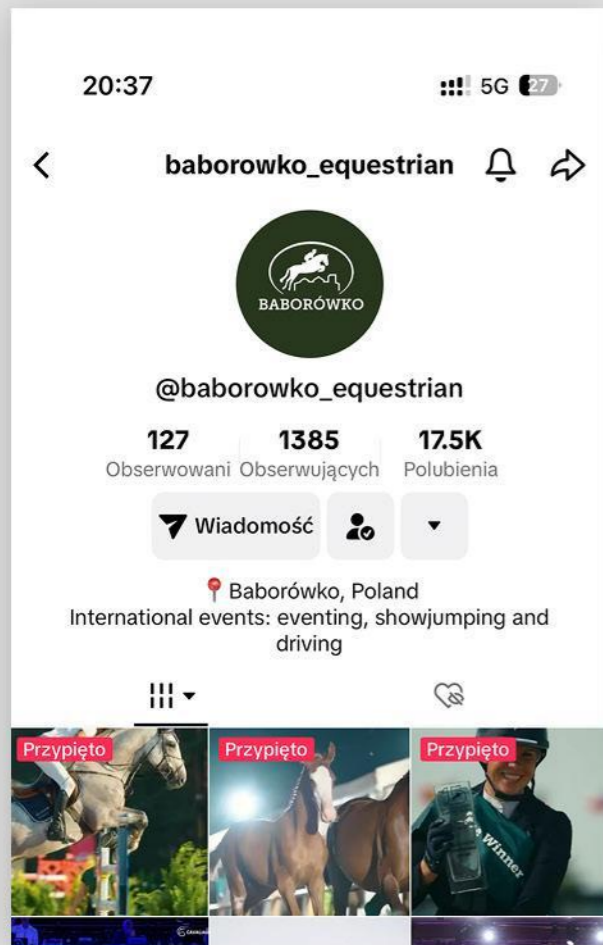 20:37
5G 27
baborowko_equestrian
BABORÓWKO
@baborowko_equestrian
127 1385 17.5K
Obserwowani Obserwujących Polubienia
Wiadomość
Baborówko, Poland
International events: eventing, showjumping and
driving
Przypięto Przypięto Przypięto
Winner